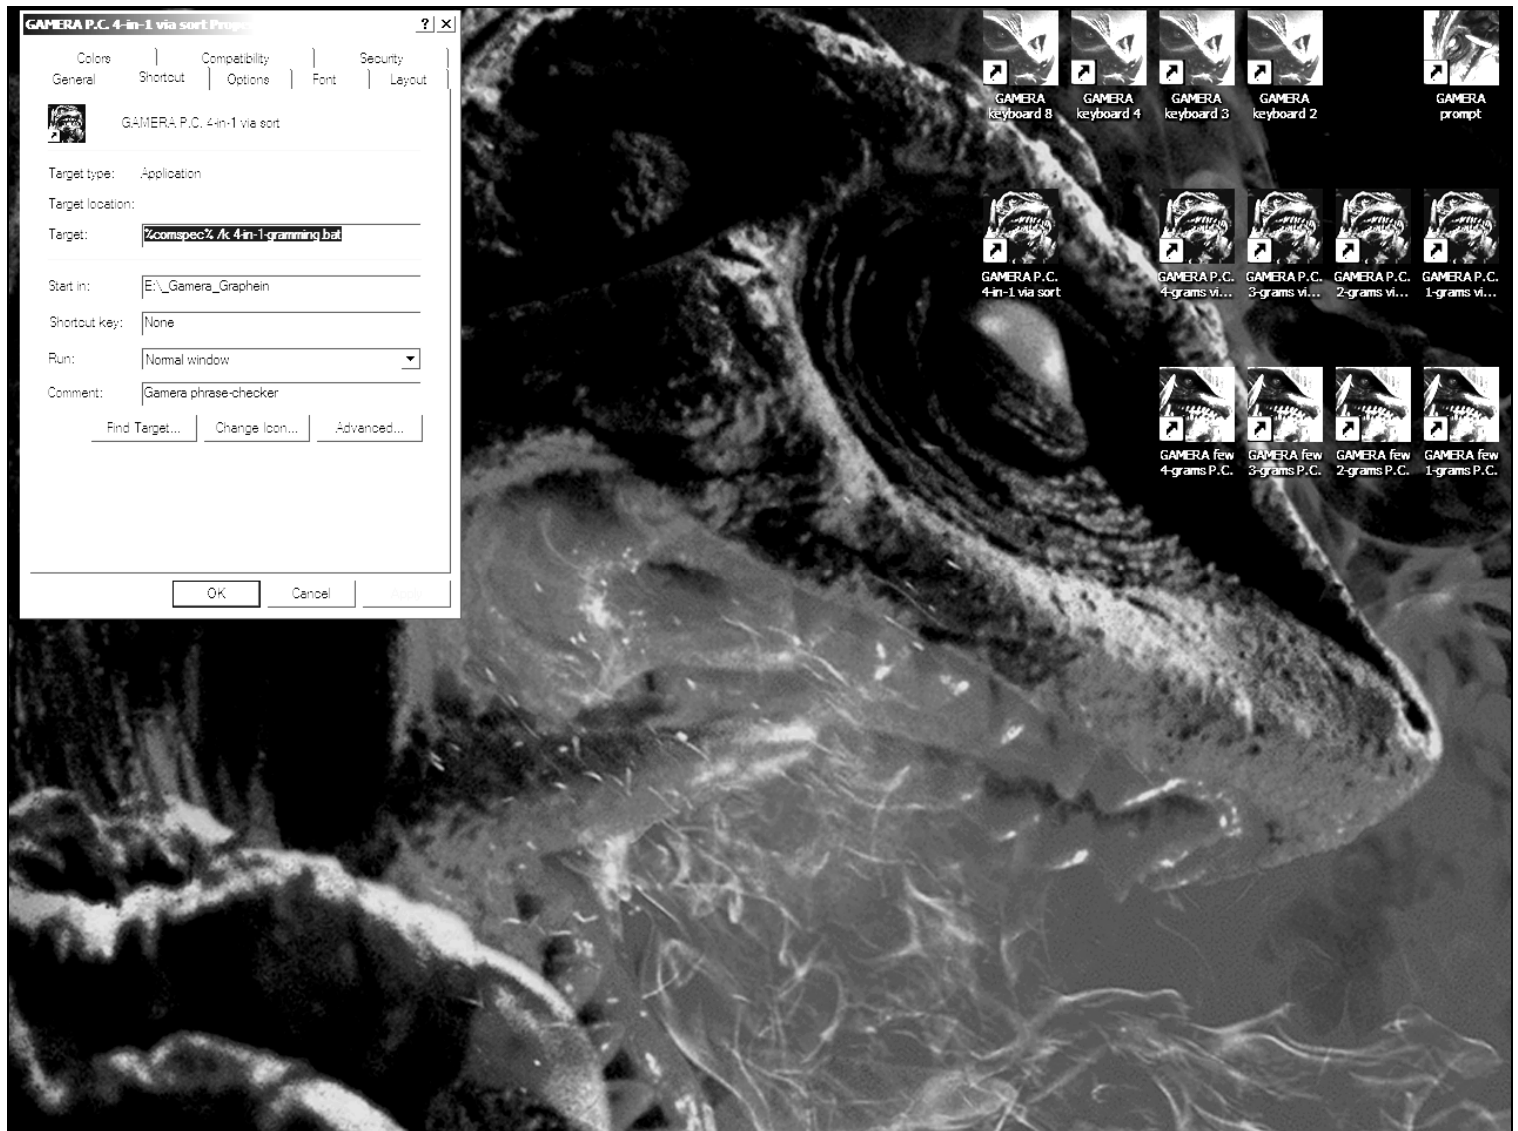 GAMERA P.C. 4-in-1 via sort
? ×
Colors Compatibility Security
General Shortcut Options Font Layout
GAMERA P.C. 4-in-1 via sort
Target type: Application
Target location:
Target: %comspec% /k 4-in-1-gramming.bat
Start in: E:\_Gamera_Graphein
Shortcut key: None
Run: Normal window
Comment: Gamera phrase-checker
Find Target... Change Icon... Advanced...
OK Cancel Apply
GAMERA
keyboard 8
GAMERA
keyboard 4
GAMERA
keyboard 3
GAMERA
keyboard 2
GAMERA
prompt
GAMERA P.C.
4-in-1 via sort
GAMERA P.C.
4-grams vi...
GAMERA P.C.
3-grams vi...
GAMERA P.C.
2-grams vi...
GAMERA P.C.
1-grams vi...
GAMERA few
4-grams P.C.
GAMERA few
3-grams P.C.
GAMERA few
2-grams P.C.
GAMERA few
1-grams P.C.